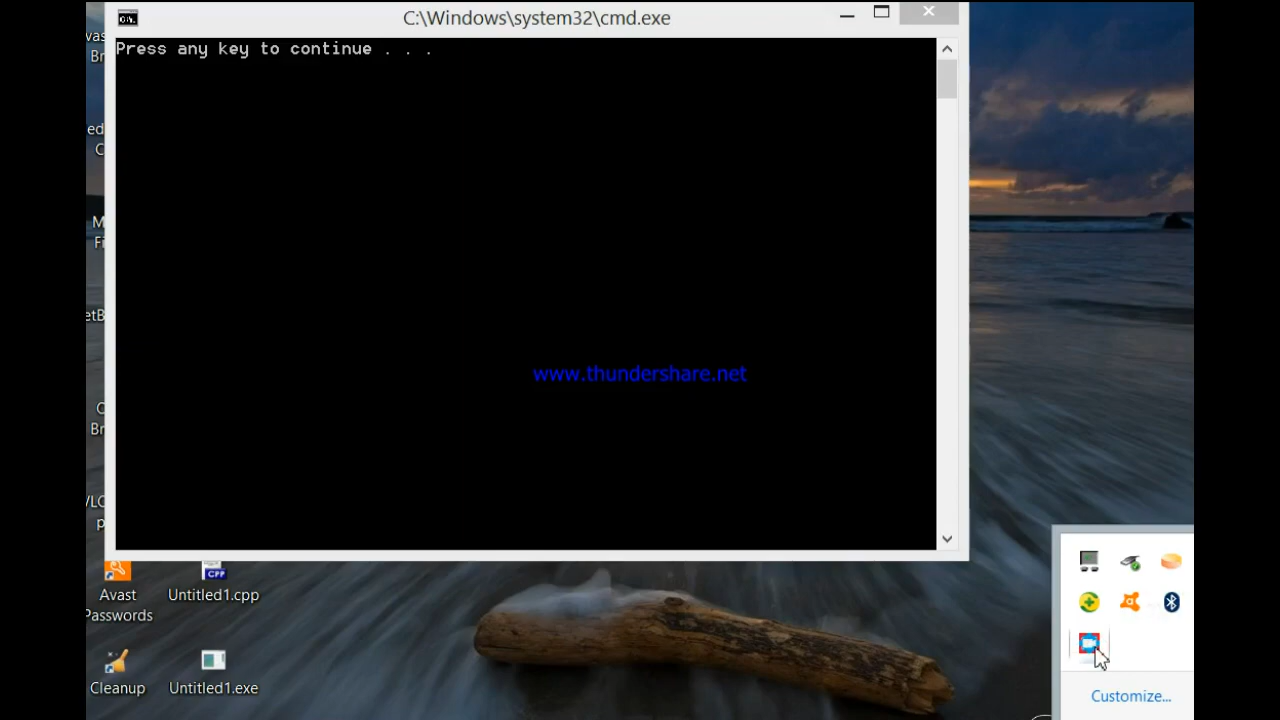 C:\Windows\system32\cmd.exe
Press any key to continue . . .
www.thundershare.net
Avast
Passwords
Untitled1.cpp
CPP
Cleanup
Untitled1.exe
Customize...